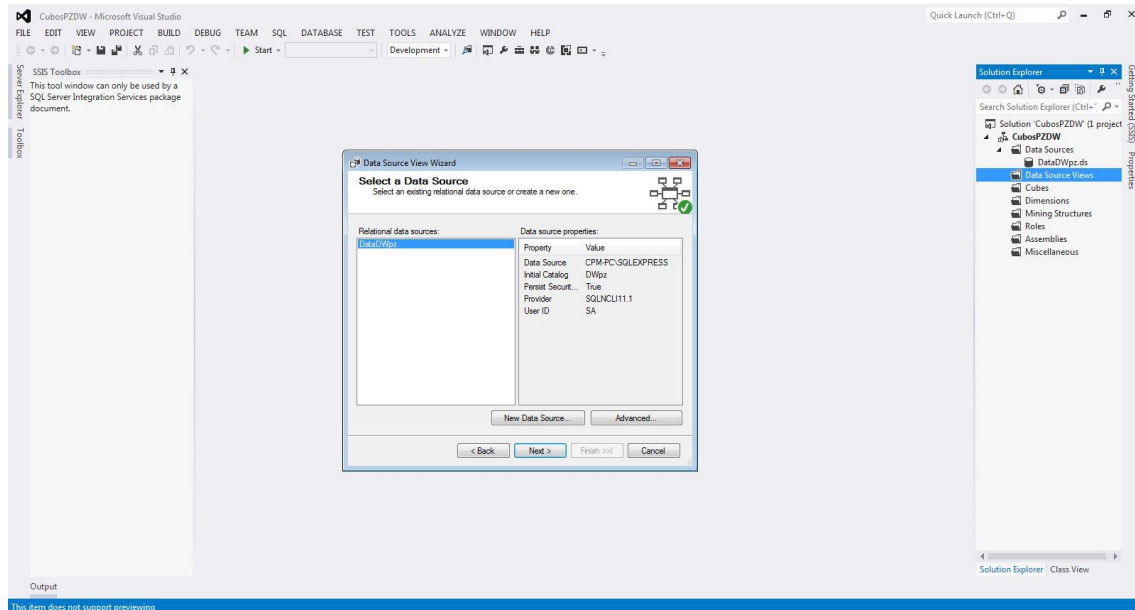 CubosPZDW - Microsoft Visual Studio
Quick Launch (Ctrl+Q)
FILE EDIT VIEW PROJECT BUILD DEBUG TEAM SQL DATABASE TEST TOOLS ANALYZE WINDOW HELP
Start -
Development
Server Explorer
Toolbox
SSIS Toolbox
This tool window can only be used by a
SQL Server Integration Services package
document.
Data Source View Wizard
Select a Data Source
Select an existing relational data source or create a new one.
Relational data sources:
DataDWpz
Data source properties:
Property Value
Data Source CPM-PC\SQLEXPRESS
Initial Catalog DWpz
Persist Securit... True
Provider SQLNCLI11.1
User ID SA
New Data Source...
Advanced...
< Back
Next >
Finish >>|
Cancel
Solution Explorer
Search Solution Explorer (Ctrl+
Solution 'CubosPZDW' (1 project
CubosPZDW
Data Sources
DataDWpz.ds
Data Source Views
Cubes
Dimensions
Mining Structures
Roles
Assemblies
Miscellaneous
Solution Explorer
Class View
Getting Started (SSIS)
Properties
Output
This item does not support previewing